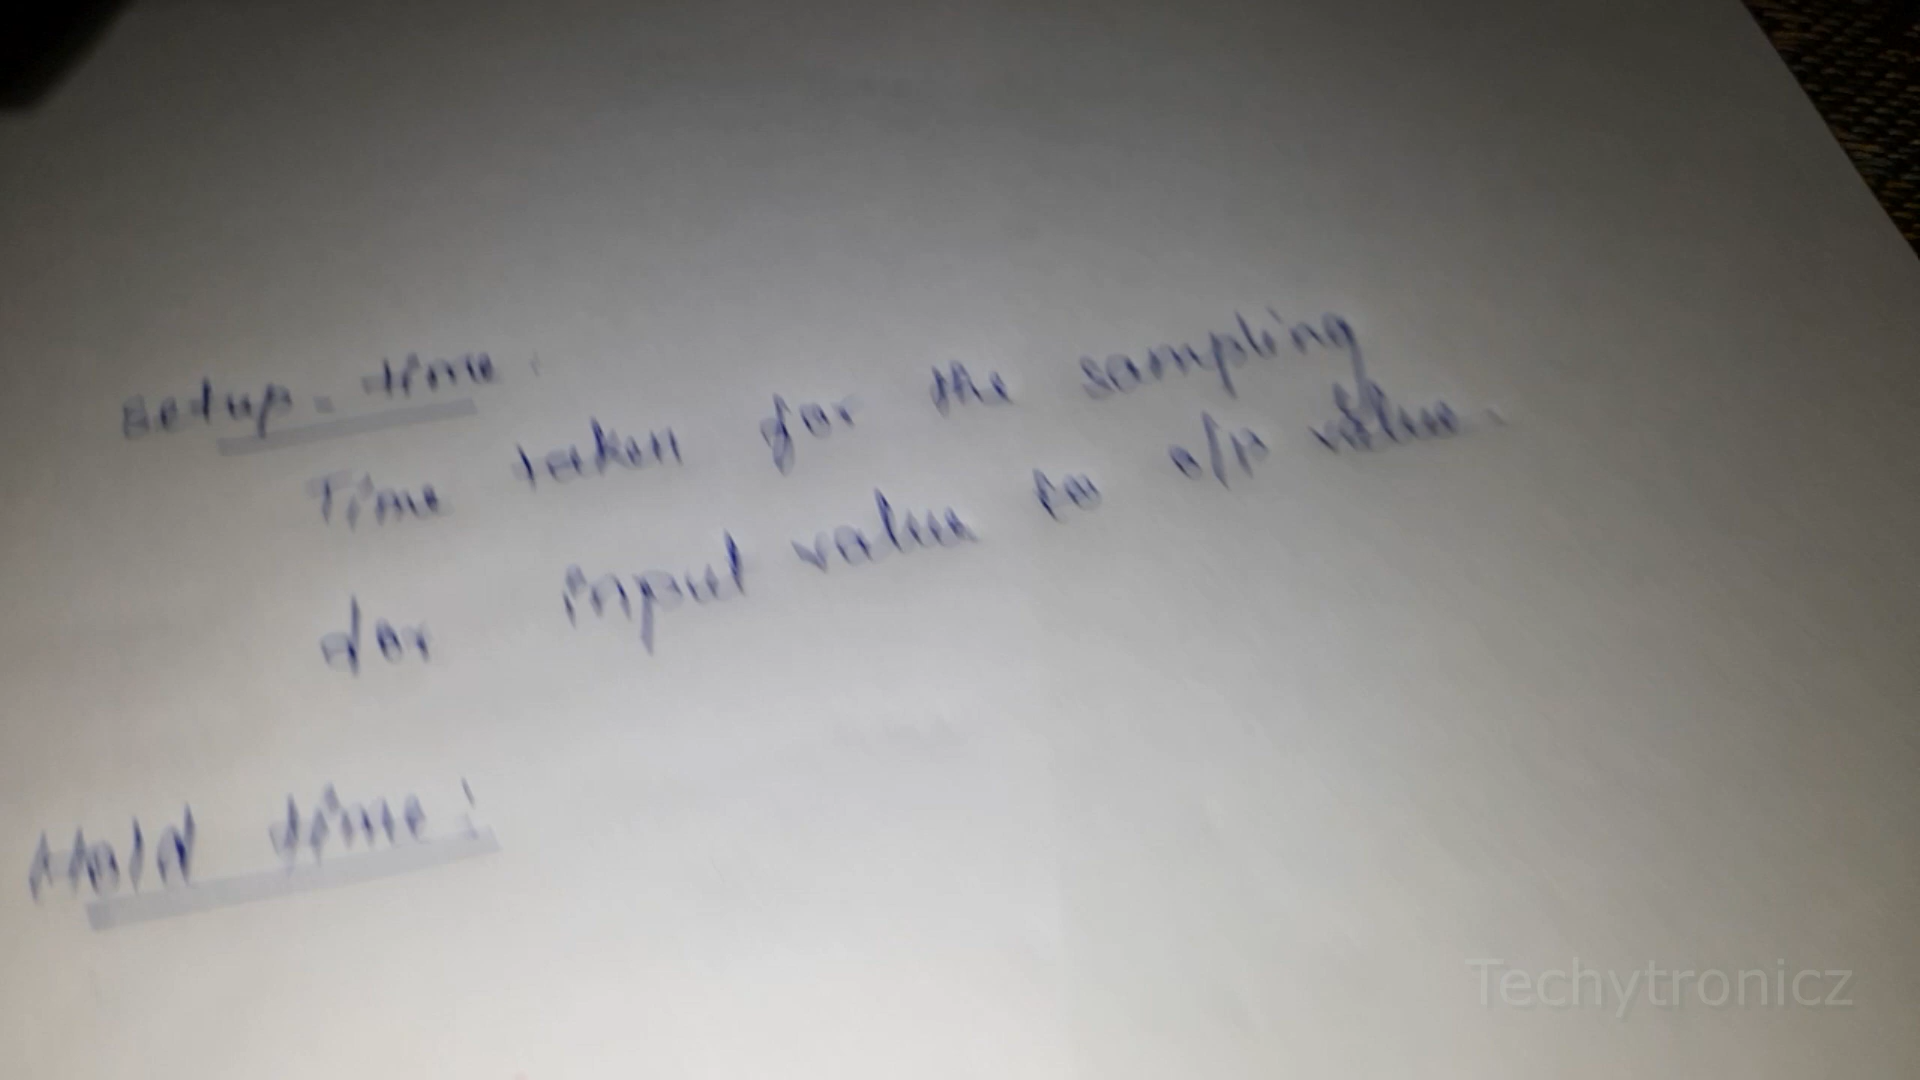 setup - time :
Time taken for the sampling
for input value to o/p value.
Hold time :
Techytronicz